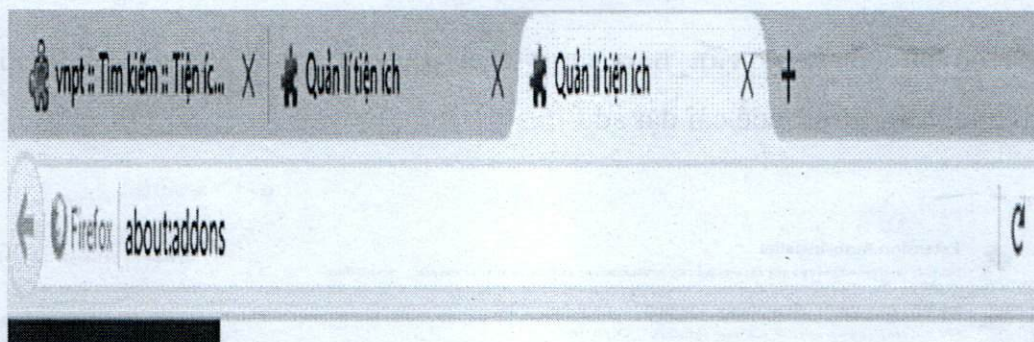 vnpt :: Tìm kiếm :: Tiện íc... X Quản lí tiện ích X Quản lí tiện ích X +
Firefox about:addons